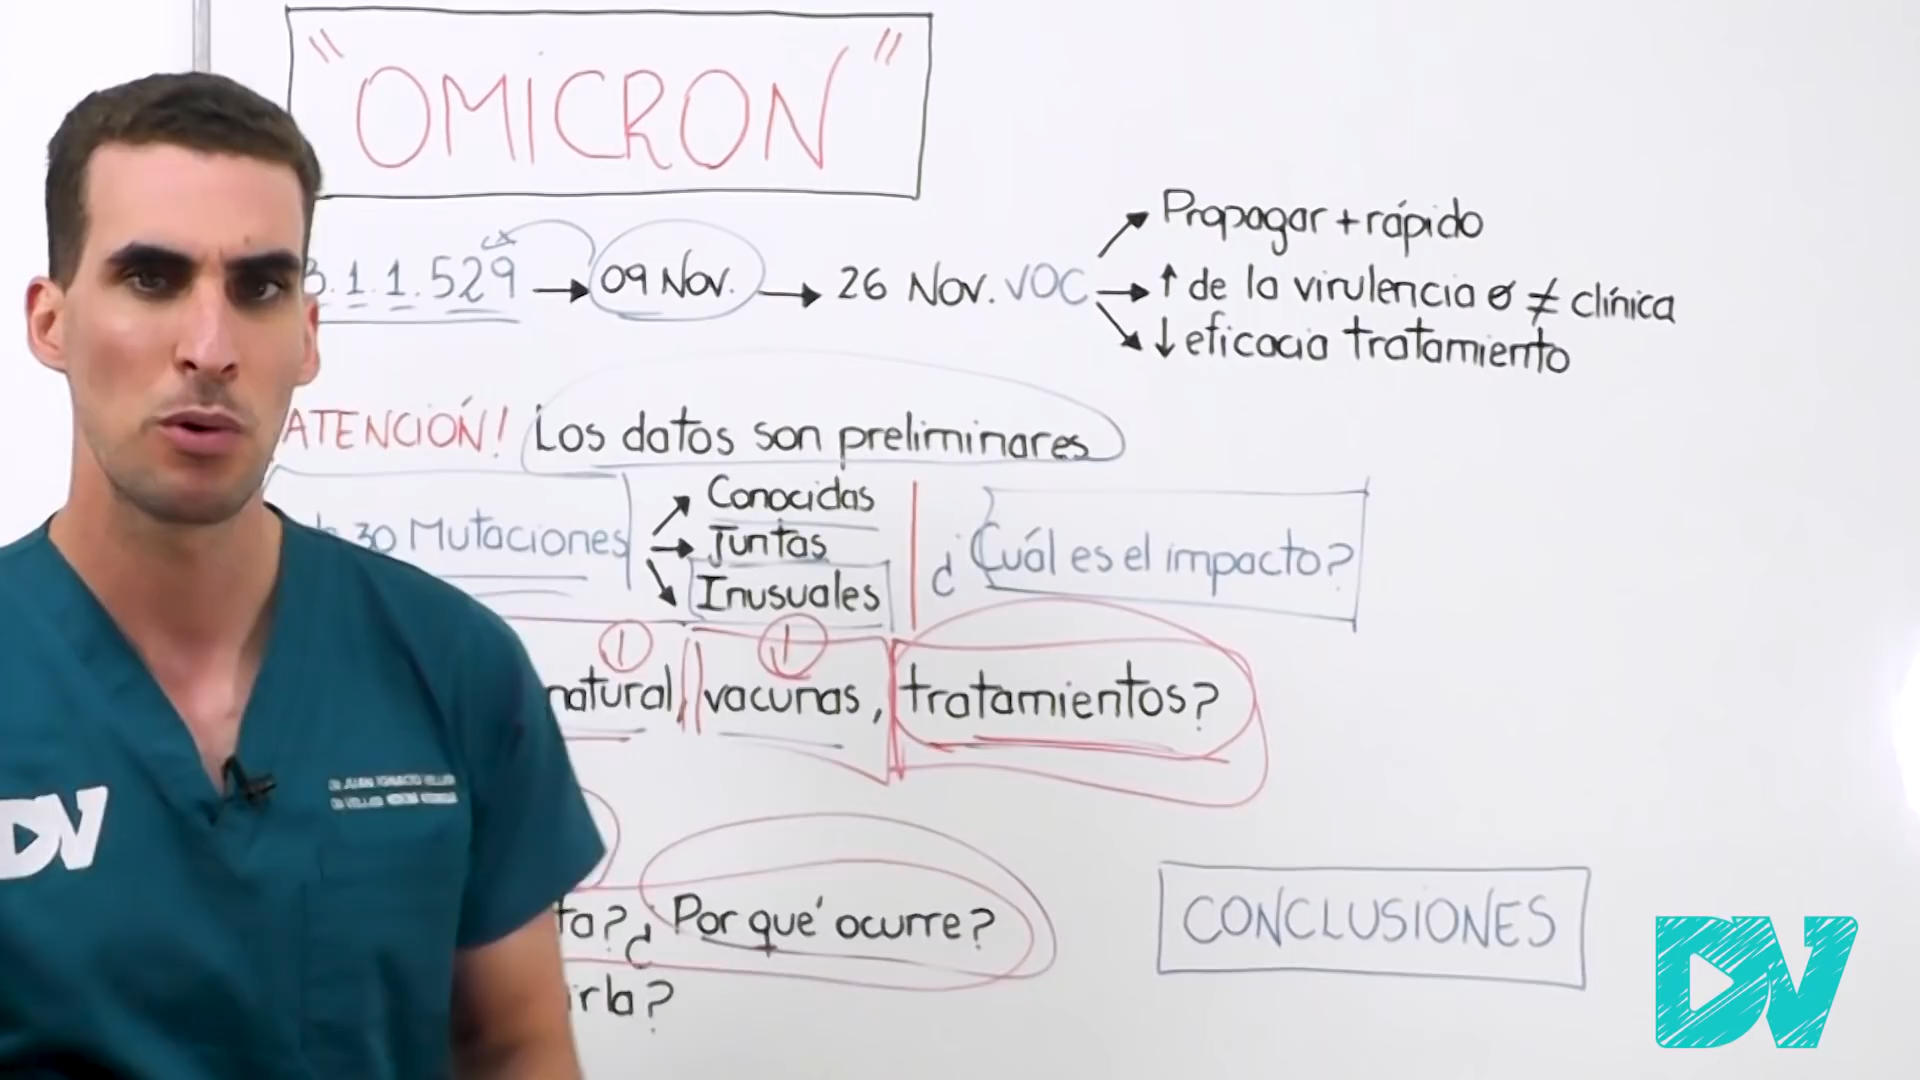 "OMICRON"
B.1.1.529 → 09 Nov. → 26 Nov. VOC
Propagar + rápido
↑ de la virulencia o ≠ clínica
↓ eficacia tratamiento
ATENCIÓN! Los datos son preliminares
30 Mutaciones
Conocidas
Juntas
Inusuales
¿Cuál es el impacto?
natural, vacunas, tratamientos?
¿Por qué ocurre?
CONCLUSIONES
DV
DV